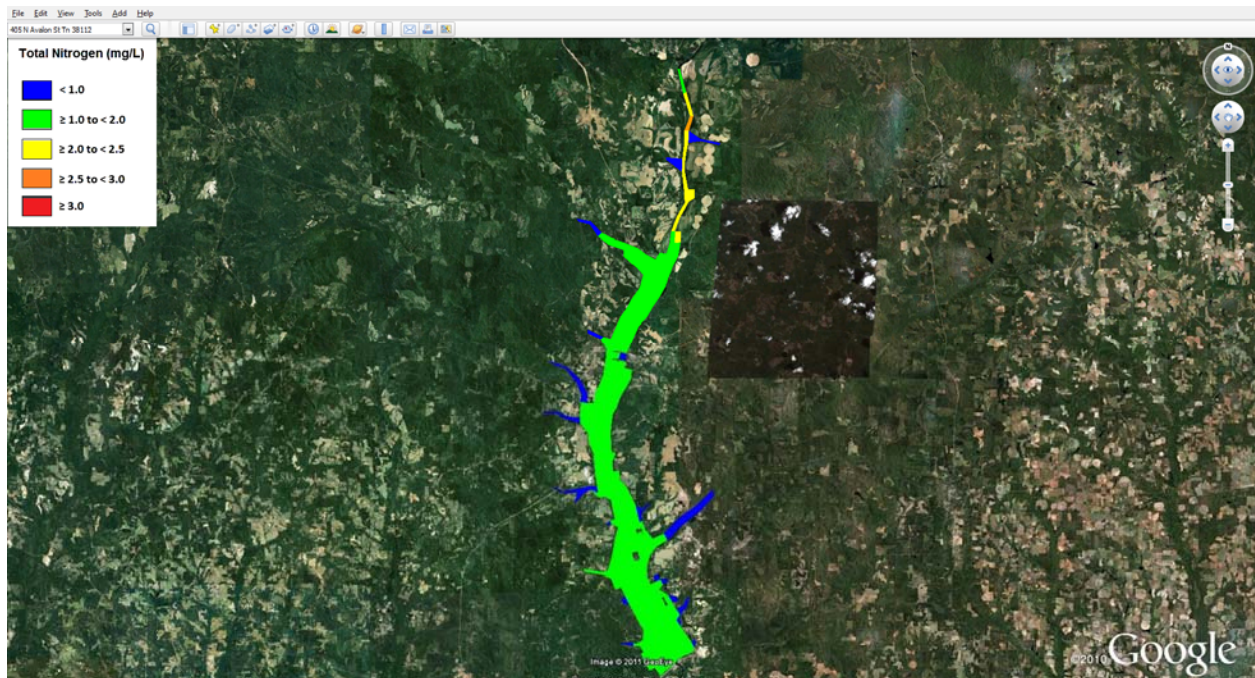 File Edit View Tools Add Help
405 N Avalon St Tn 38112
Total Nitrogen (mg/L)
< 1.0
≥ 1.0 to < 2.0
≥ 2.0 to < 2.5
≥ 2.5 to < 3.0
≥ 3.0
N
Image © 2011 GeoEye
©2010 Google